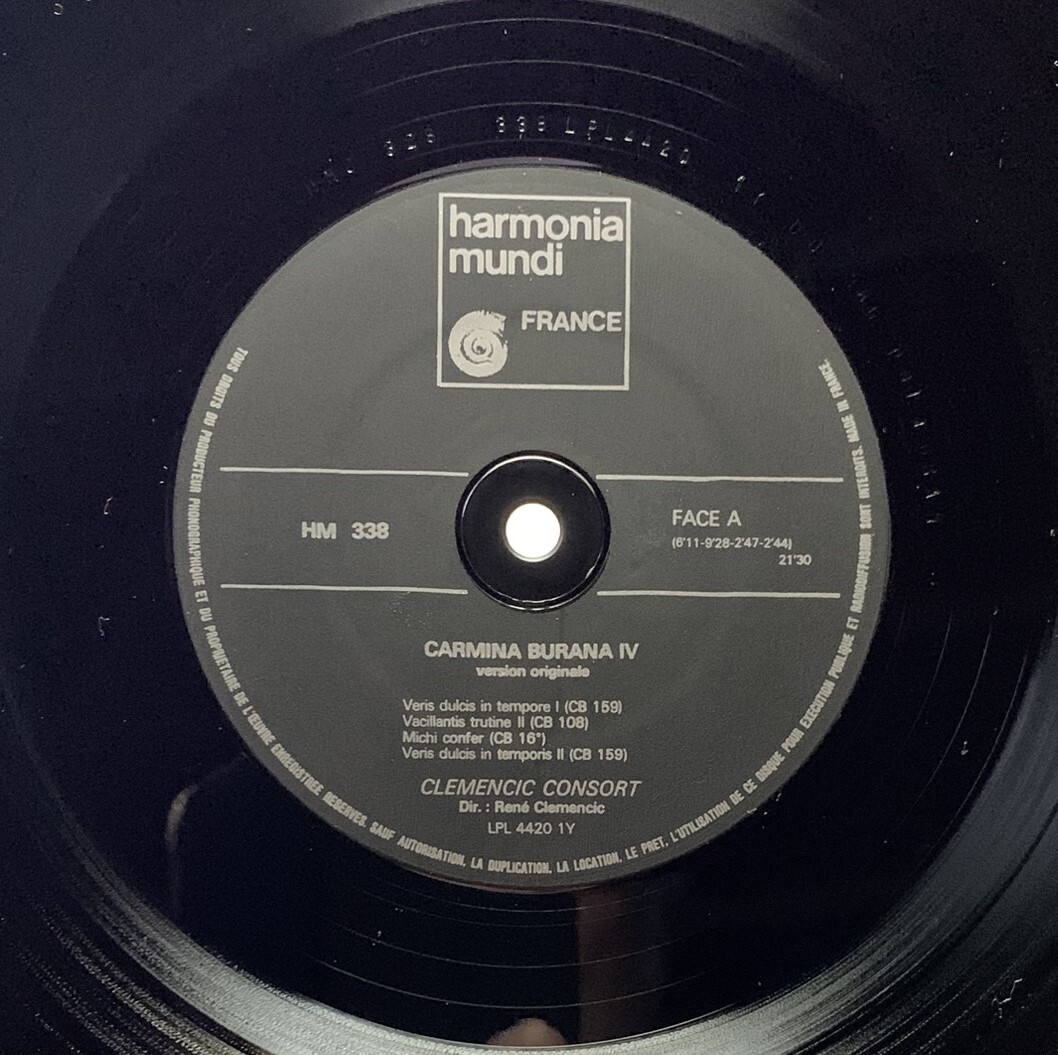 338 LPL4420
harmonia
mundi
FRANCE
HM 338
FACE A
(6'11-9'28-2'47-2'44)
21'30
CARMINA BURANA IV
version originale
Veris dulcis in tempore I (CB 159)
Vacillantis trutine II (CB 108)
Michi confer (CB 16*)
Veris dulcis in temporis II (CB 159)
CLEMENCIC CONSORT
Dir. : René Clemencic
LPL 4420 1Y
TOUS DROITS DU PRODUCTEUR PHONOGRAPHIQUE ET DU PROPRIETAIRE DE L'ŒUVRE ENREGISTREE RESERVES. SAUF AUTORISATION, LA DUPLICATION, LA LOCATION, LE PRET, L'UTILISATION DE CE DISQUE POUR EXECUTION PUBLIQUE ET RADIODIFFUSION SONT INTERDITS. MADE IN FRANCE.